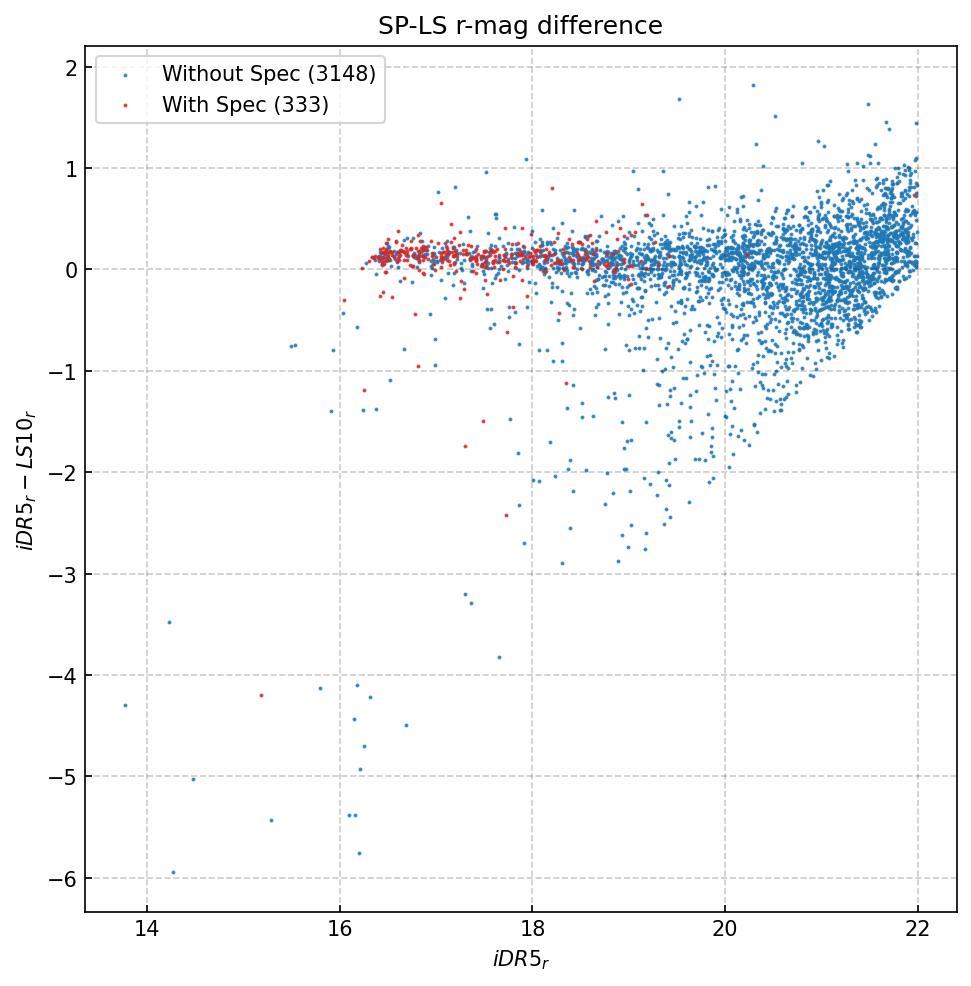 SP-LS r-mag difference
Without Spec (3148)
With Spec (333)
2
1
0
−1
−2
−3
−4
−5
−6
iDR5r − LS10r
14 16 18 20 22
iDR5r